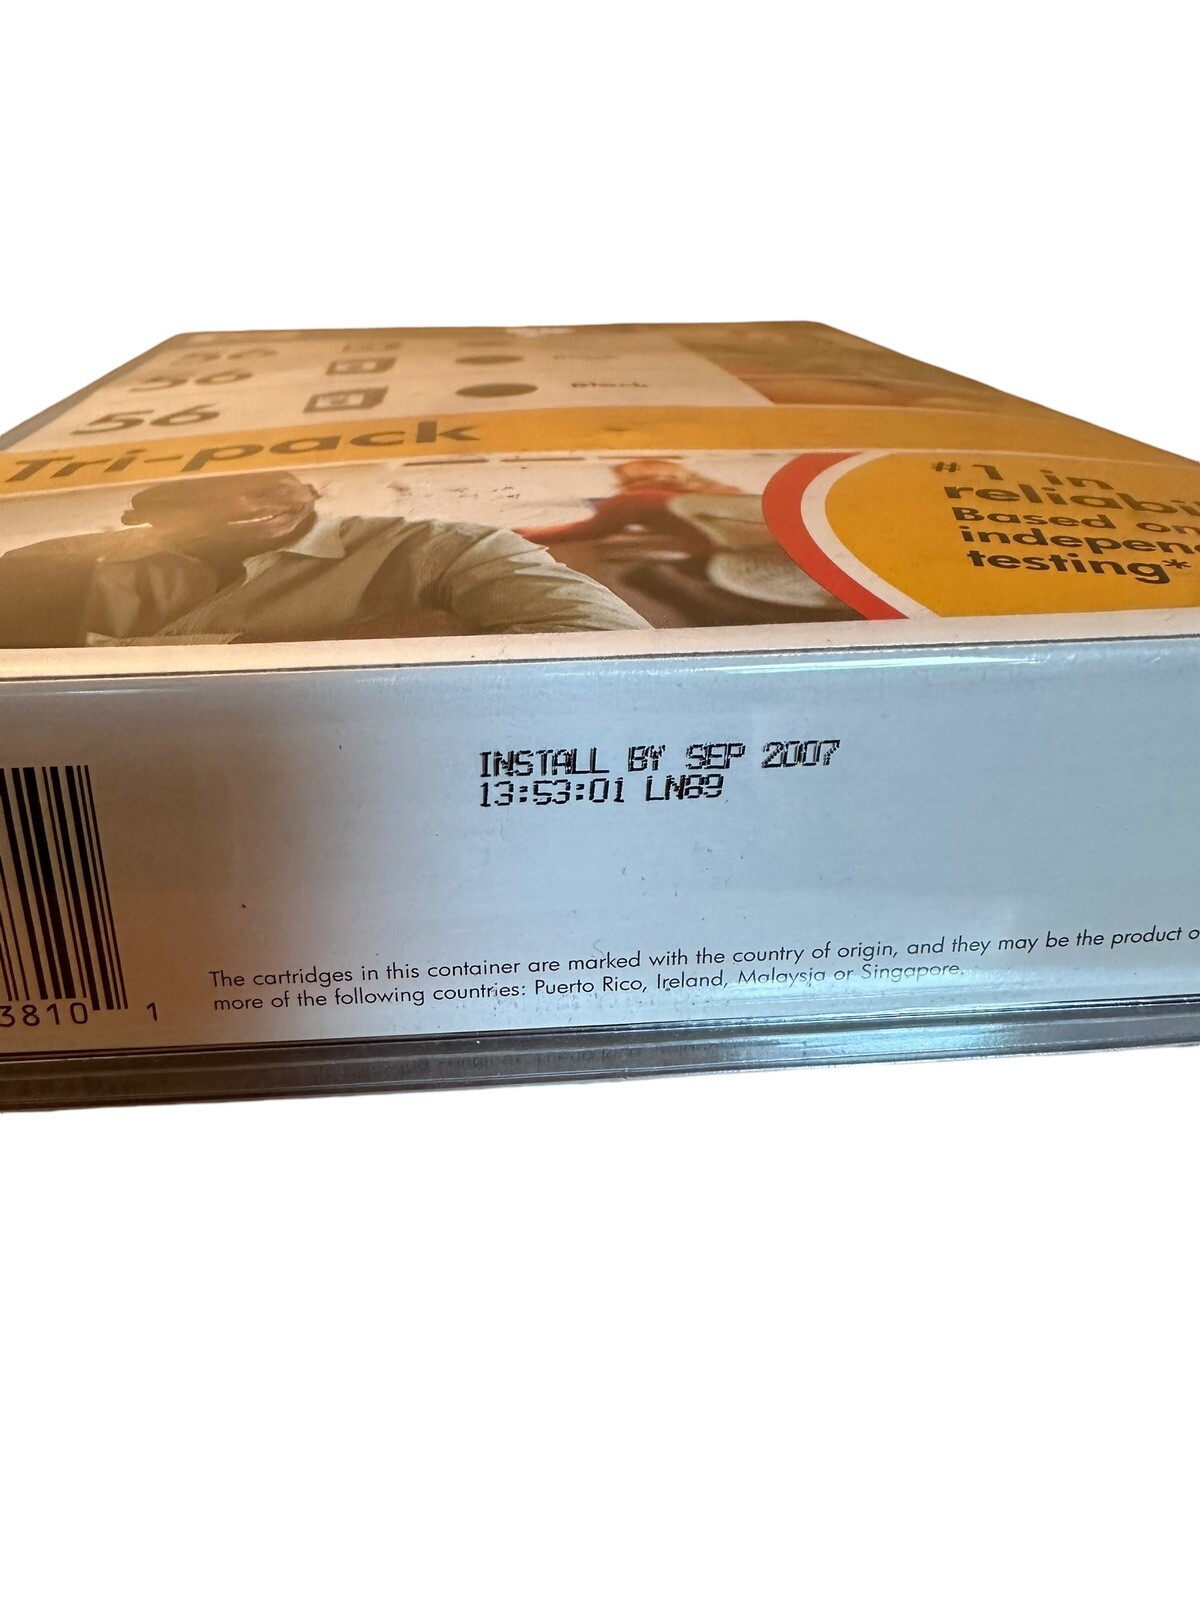 56
56
56 Black
Tri-pack
#1 in
reliabi
Based on
indepen
testing*
INSTALL BY SEP 2007
13:53:01 LN89
3810 1
The cartridges in this container are marked with the country of origin, and they may be the product o
more of the following countries: Puerto Rico, Ireland, Malaysia or Singapore.